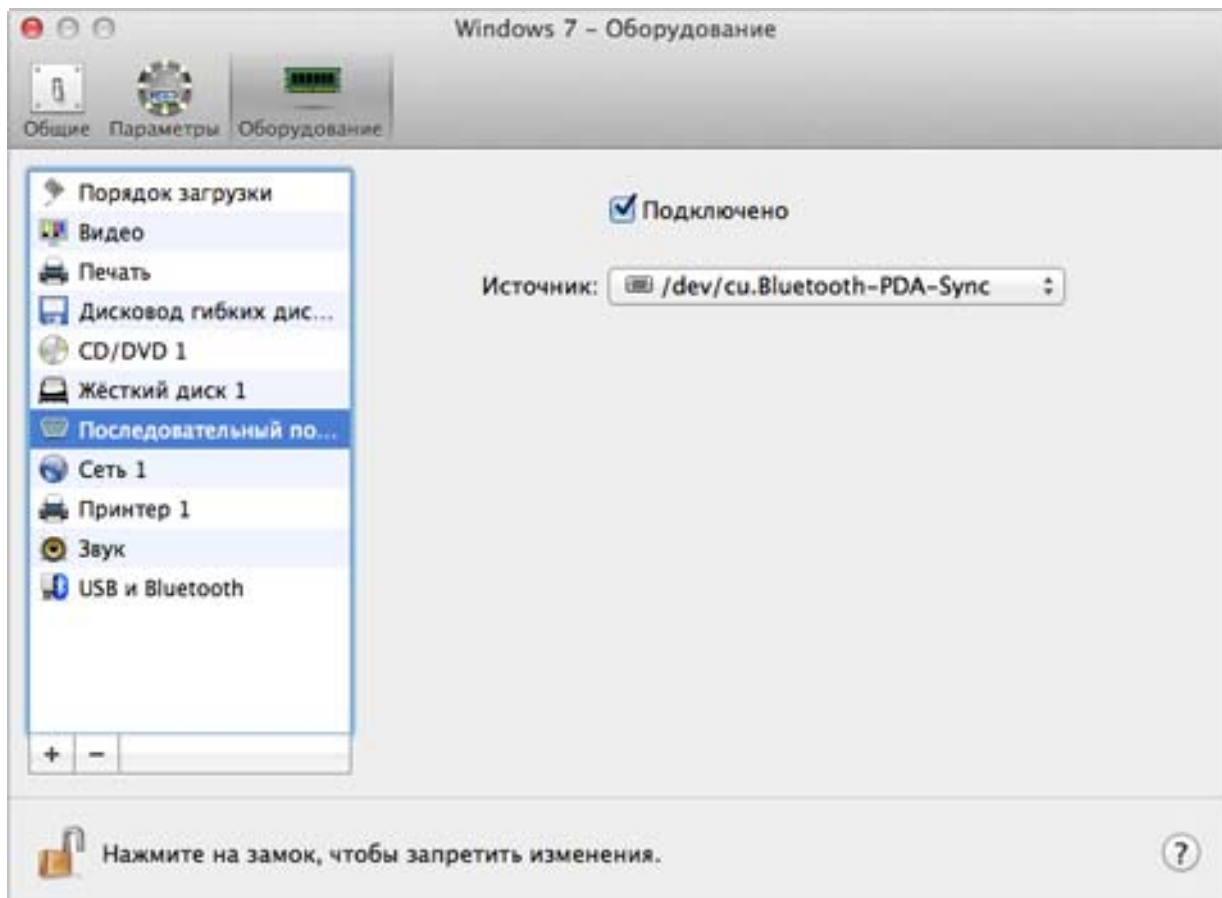 Windows 7 – Оборудование
Общие Параметры Оборудование
Порядок загрузки
Видео
Печать
Дисковод гибких дис...
CD/DVD 1
Жёсткий диск 1
Последовательный по...
Сеть 1
Принтер 1
Звук
USB и Bluetooth
+ −
Подключено
Источник: /dev/cu.Bluetooth-PDA-Sync
Нажмите на замок, чтобы запретить изменения.
?